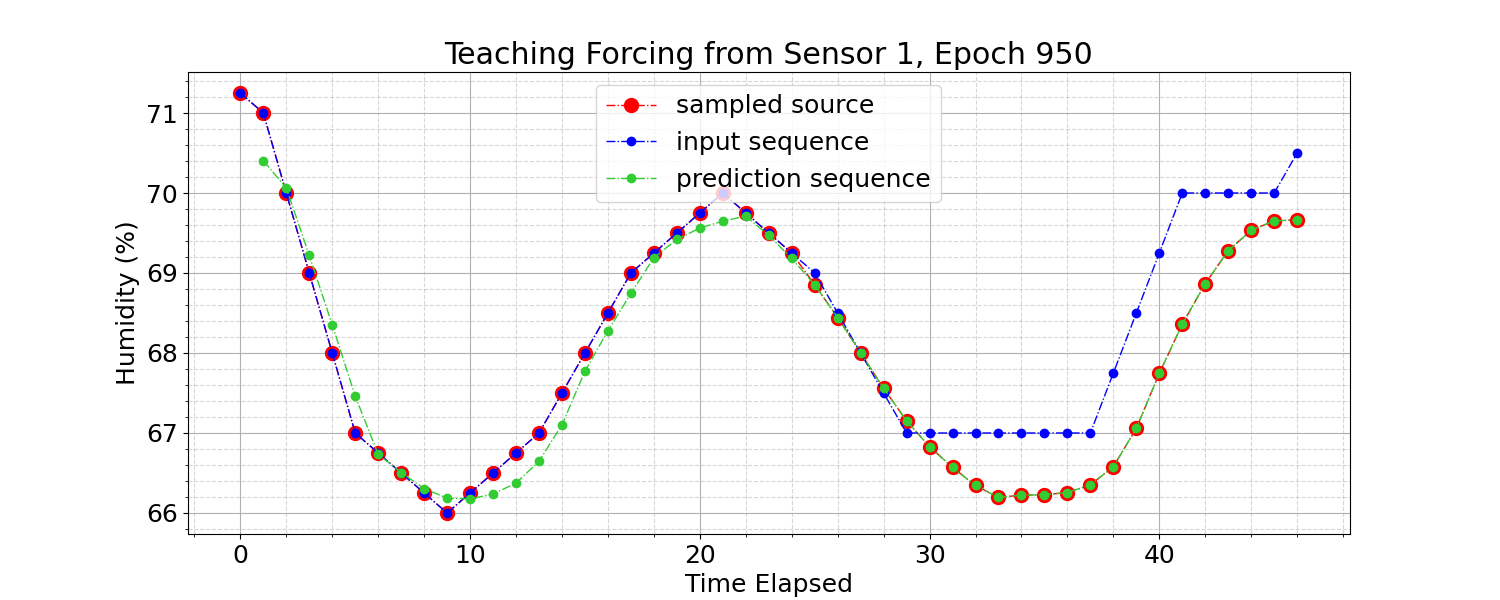 Teaching Forcing from Sensor 1, Epoch 950
sampled source
input sequence
prediction sequence
Humidity (%)
71
70
69
68
67
66
0 10 20 30 40
Time Elapsed